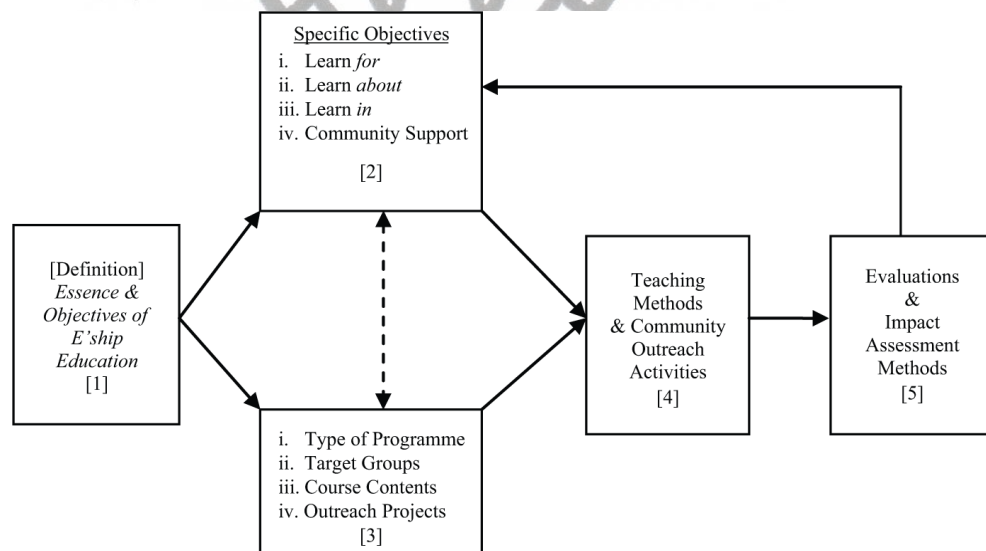 Specific Objectives
i. Learn for
ii. Learn about
iii. Learn in
iv. Community Support
[2]
[Definition]
Essence &
Objectives of
E'ship
Education
[1]
i. Type of Programme
ii. Target Groups
iii. Course Contents
iv. Outreach Projects
[3]
Teaching
Methods
& Community
Outreach
Activities
[4]
Evaluations
&
Impact
Assessment
Methods
[5]